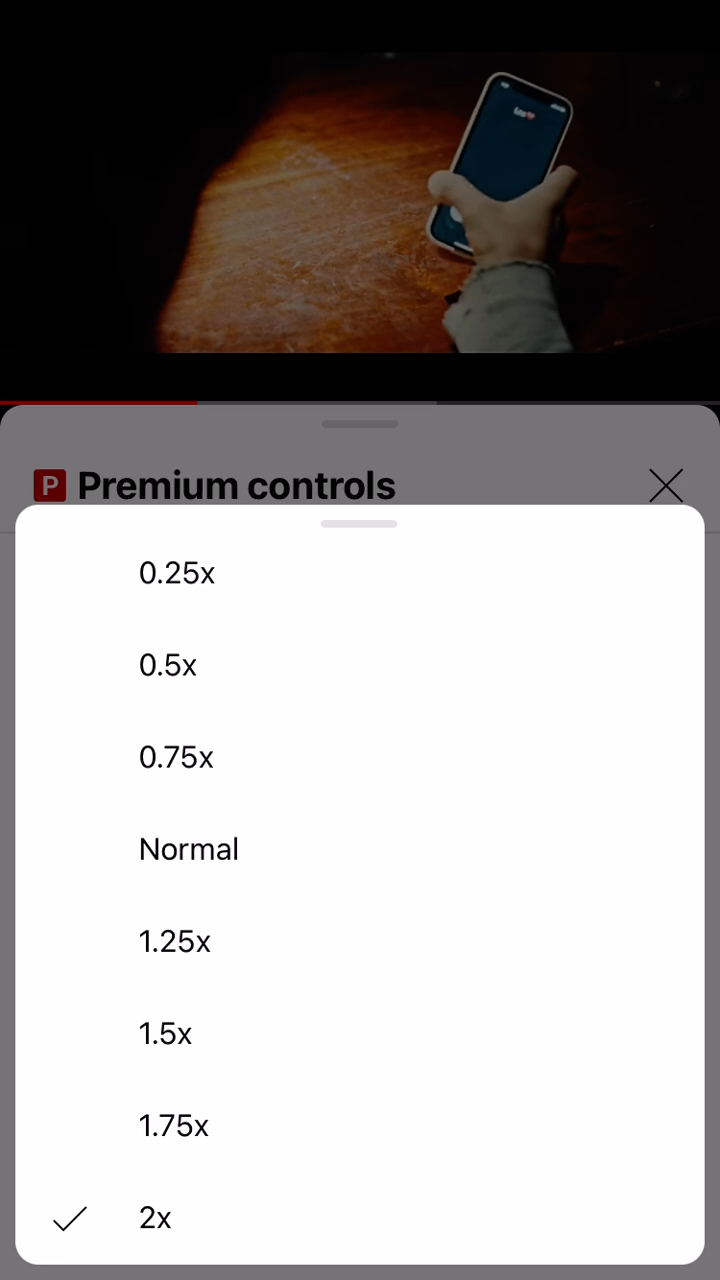 P Premium controls
0.25x
0.5x
0.75x
Normal
1.25x
1.5x
1.75x
2x